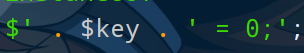 $' . $key . ' = 0;';